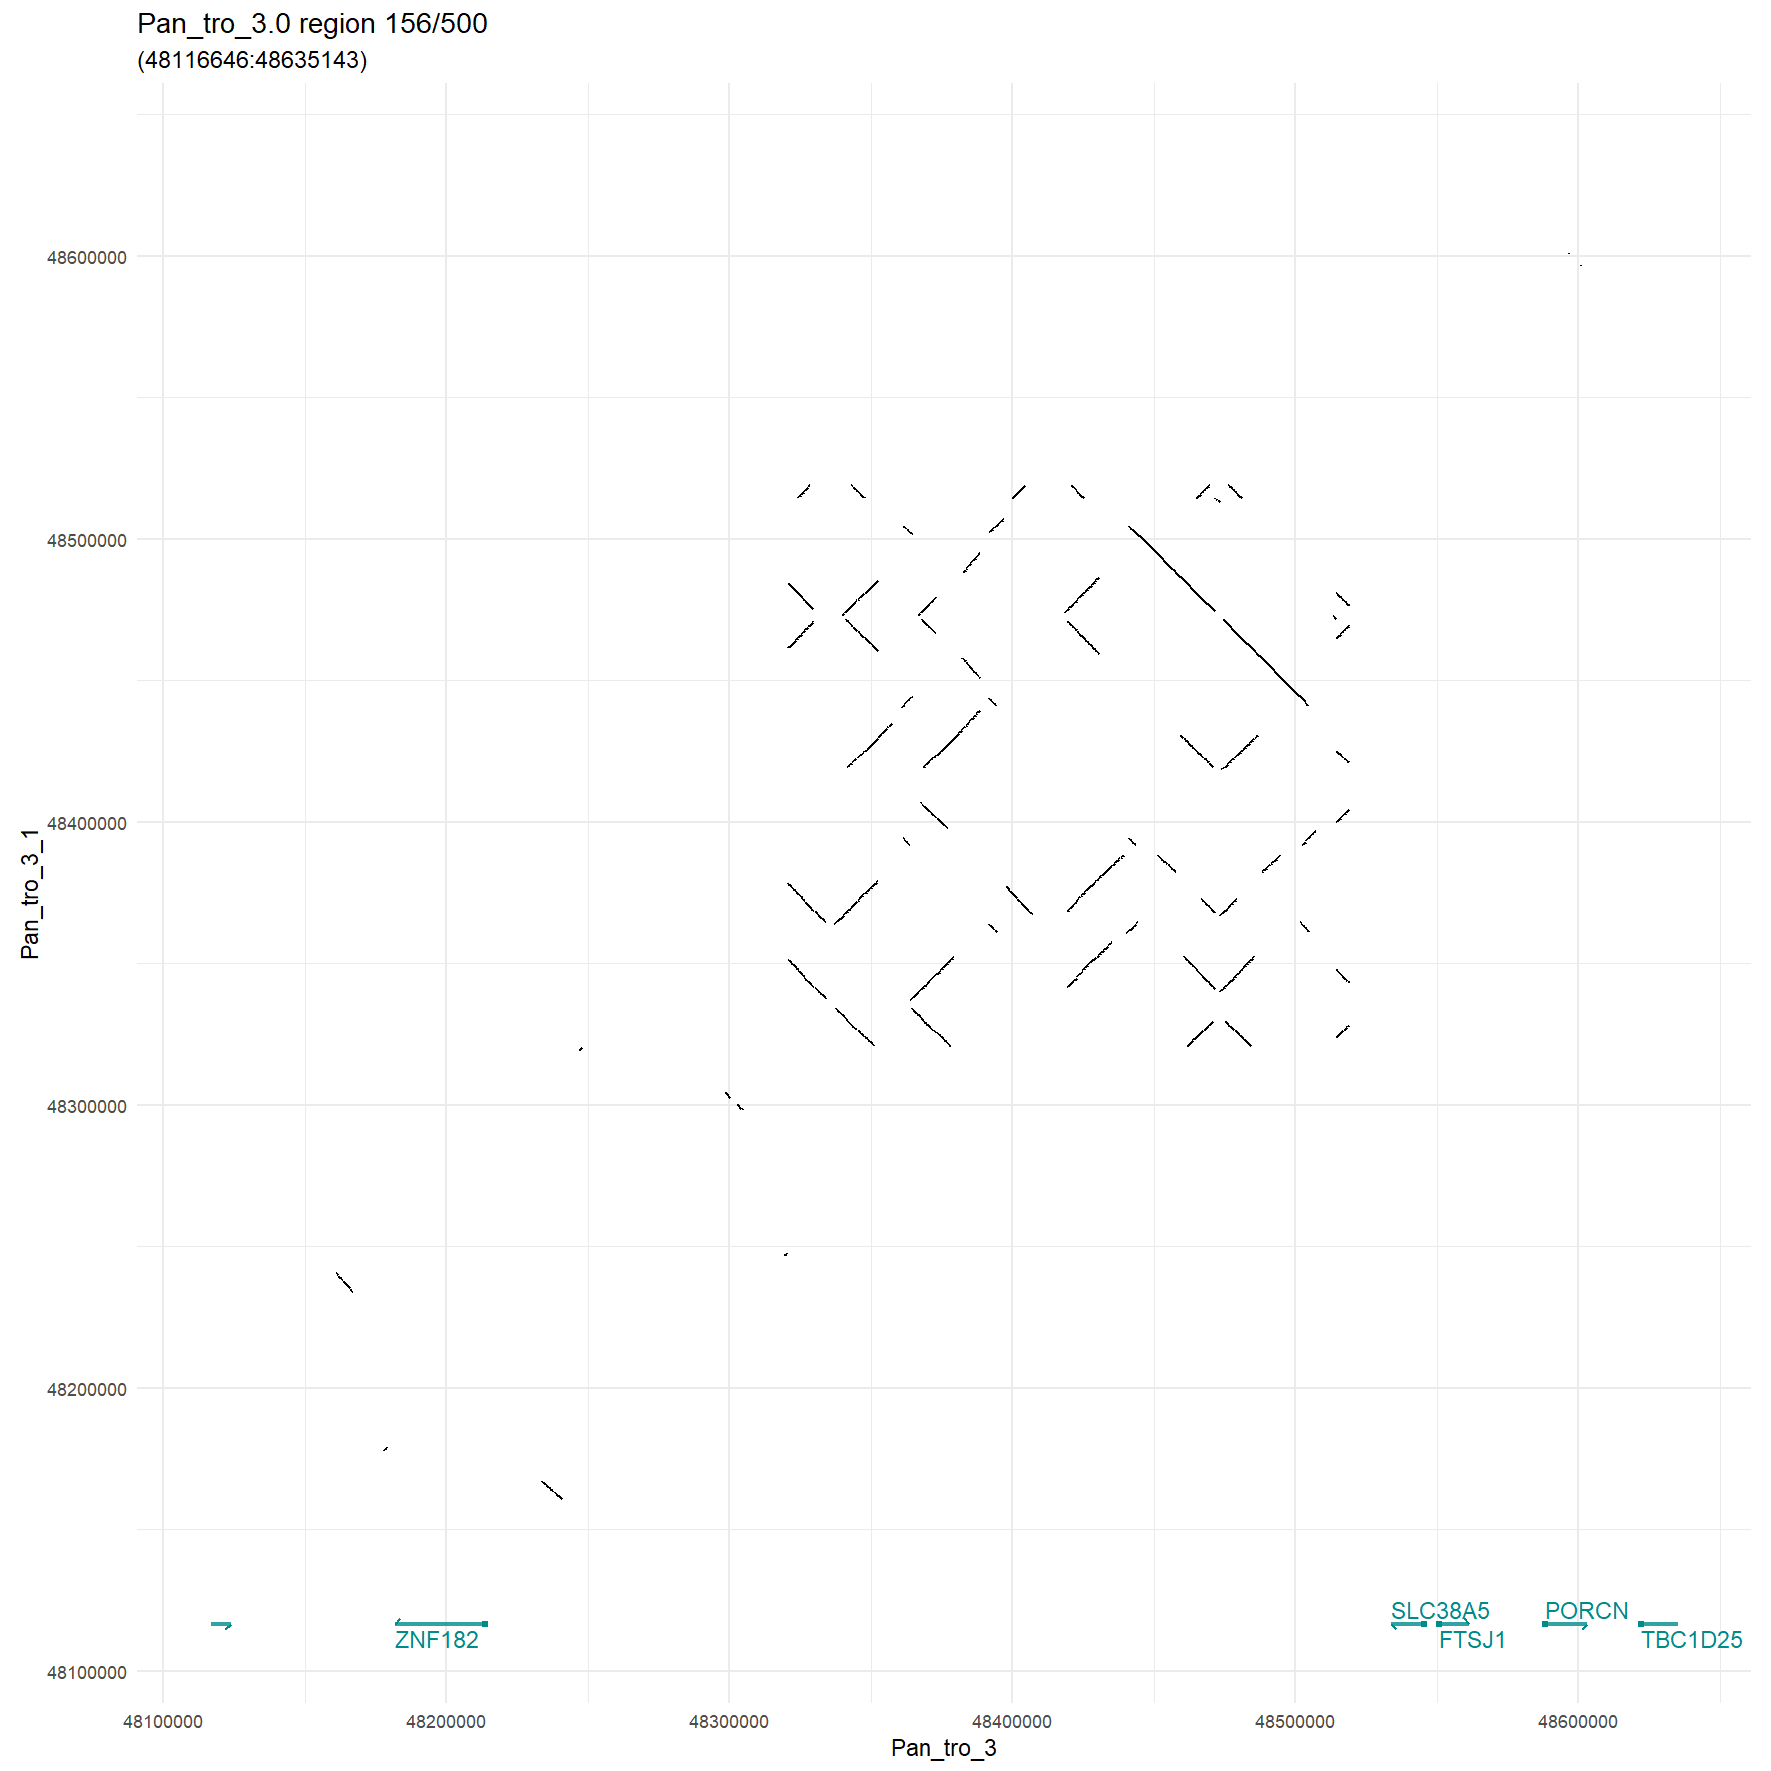 Pan_tro_3.0 region 156/500
(48116646:48635143)
48600000
48500000
48400000
48300000
48200000
48100000
Pan_tro_3_1
SLC38A5
PORCN
ZNF182
FTSJ1
TBC1D25
48100000 48200000 48300000 48400000 48500000 48600000
Pan_tro_3